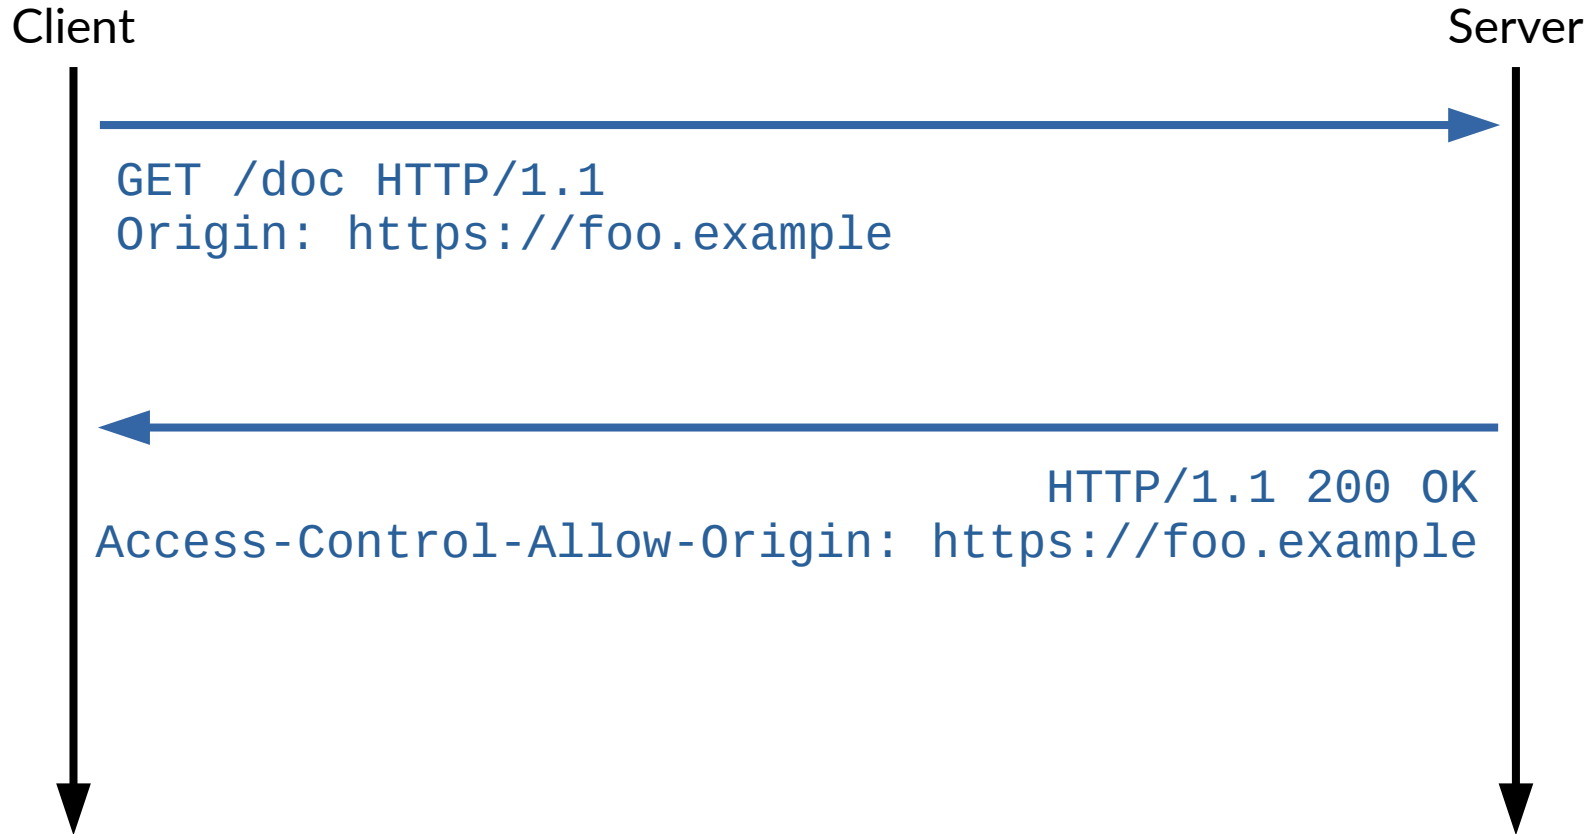 Client
Server
GET /doc HTTP/1.1
Origin: https://foo.example
HTTP/1.1 200 OK
Access-Control-Allow-Origin: https://foo.example